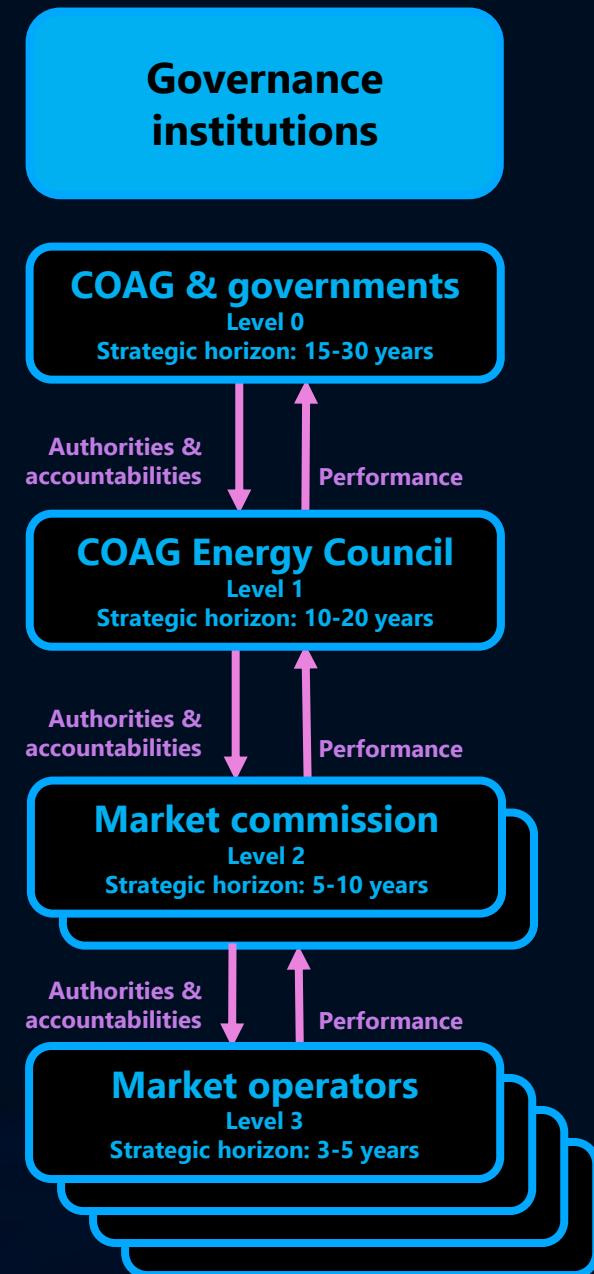 Governance
institutions
COAG & governments
Level 0
Strategic horizon: 15-30 years
Authorities &
accountabilities
Performance
COAG Energy Council
Level 1
Strategic horizon: 10-20 years
Authorities &
accountabilities
Performance
Market commission
Level 2
Strategic horizon: 5-10 years
Authorities &
accountabilities
Performance
Market operators
Level 3
Strategic horizon: 3-5 years